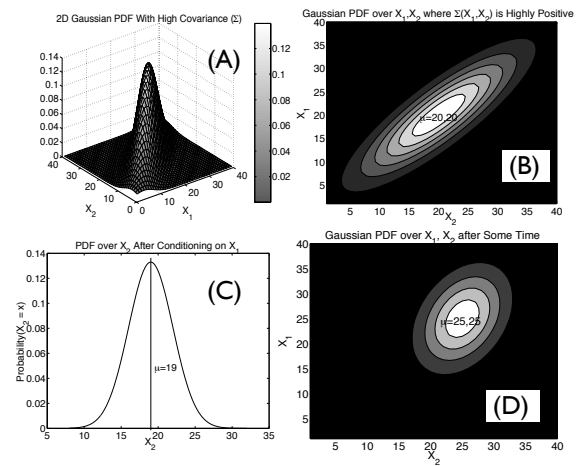 2D Gaussian PDF With High Covariance (Σ)
(A)
0.14
0.12
0.1
0.08
0.06
0.04
0.02
0
40
30
20
10
0
X2
0
10
20
30
40
X1
0.12
0.1
0.08
0.06
0.04
0.02
Gaussian PDF over X1,X2 where Σ(X1,X2) is Highly Positive
40
35
30
25
20
15
10
5
X1
μ=20,20
(B)
5 10 15 20 25 30 35 40
X2
PDF over X2 After Conditioning on X1
0.14
0.12
0.1
0.08
0.06
0.04
0.02
0
Probability(X2 = x)
(C)
μ=19
5 10 15 20 25 30 35
X2
Gaussian PDF over X1, X2 after Some Time
40
35
30
25
20
15
10
5
X1
μ=25,25
(D)
5 10 15 20 25 30 35 40
X2